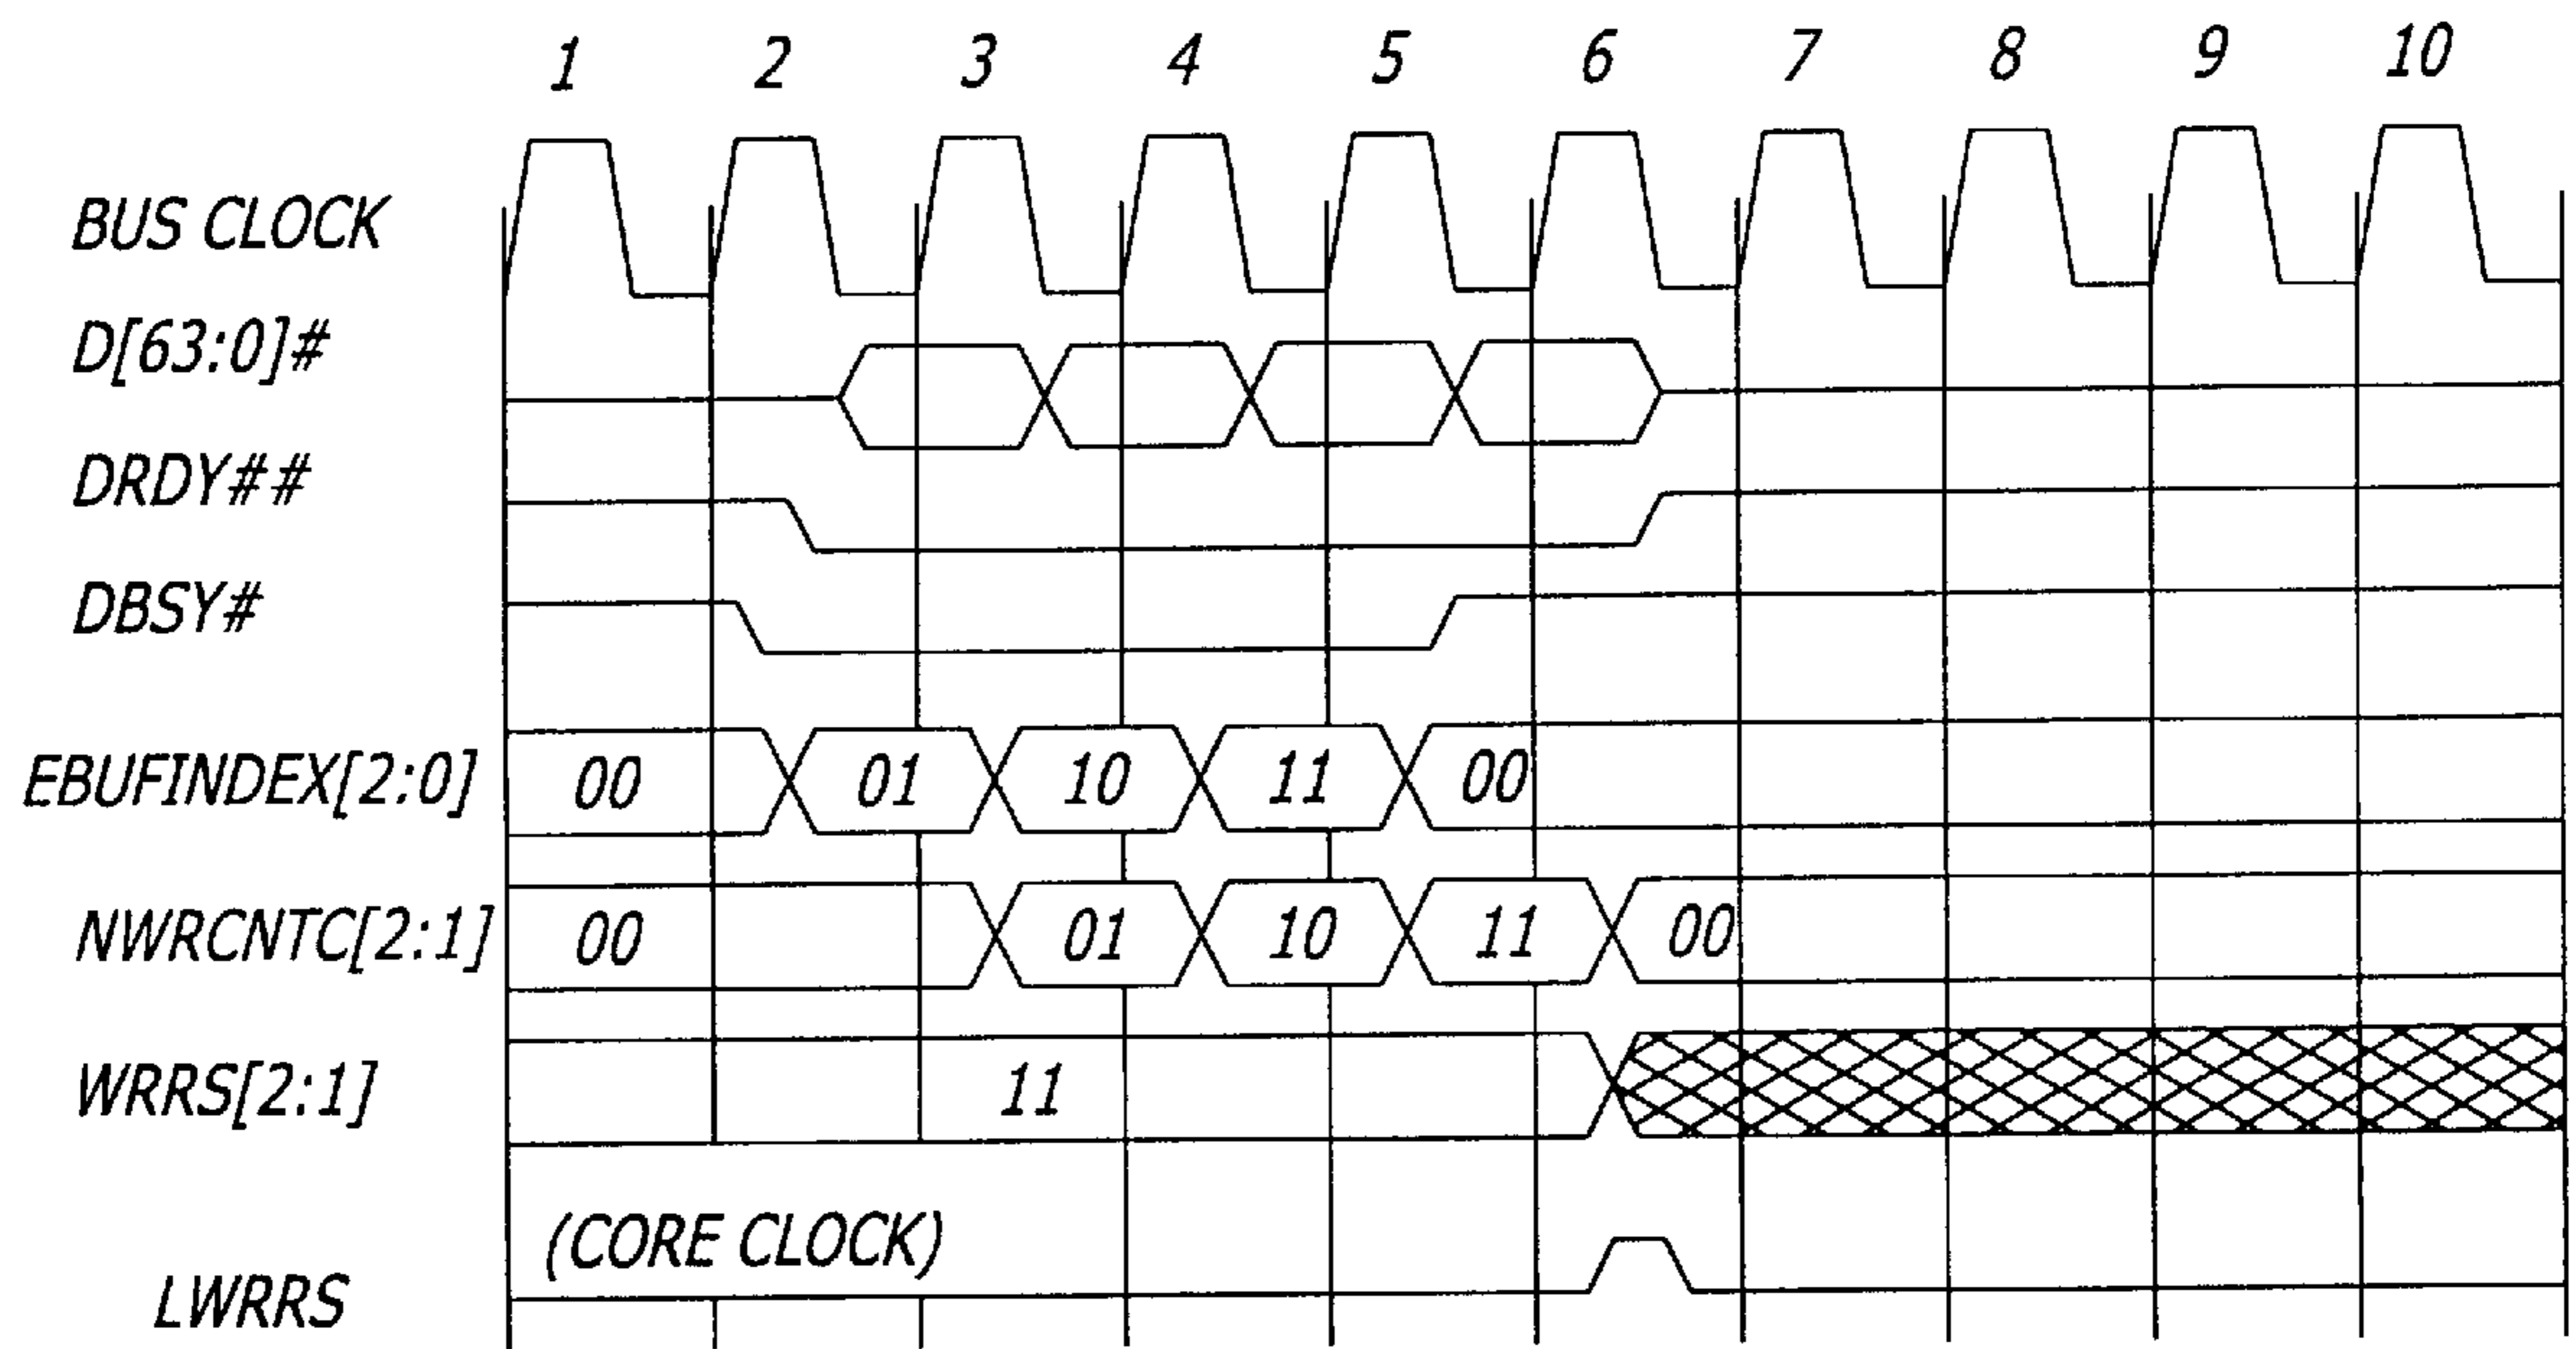 1 2 3 4 5 6 7 8 9 10
BUS CLOCK
D[63:0]#
DRDY##
DBSY#
EBUFINDEX[2:0] 00 01 10 11 00
NWRCNTC[2:1] 00 01 10 11 00
WRRS[2:1] 11
(CORE CLOCK)
LWRRS